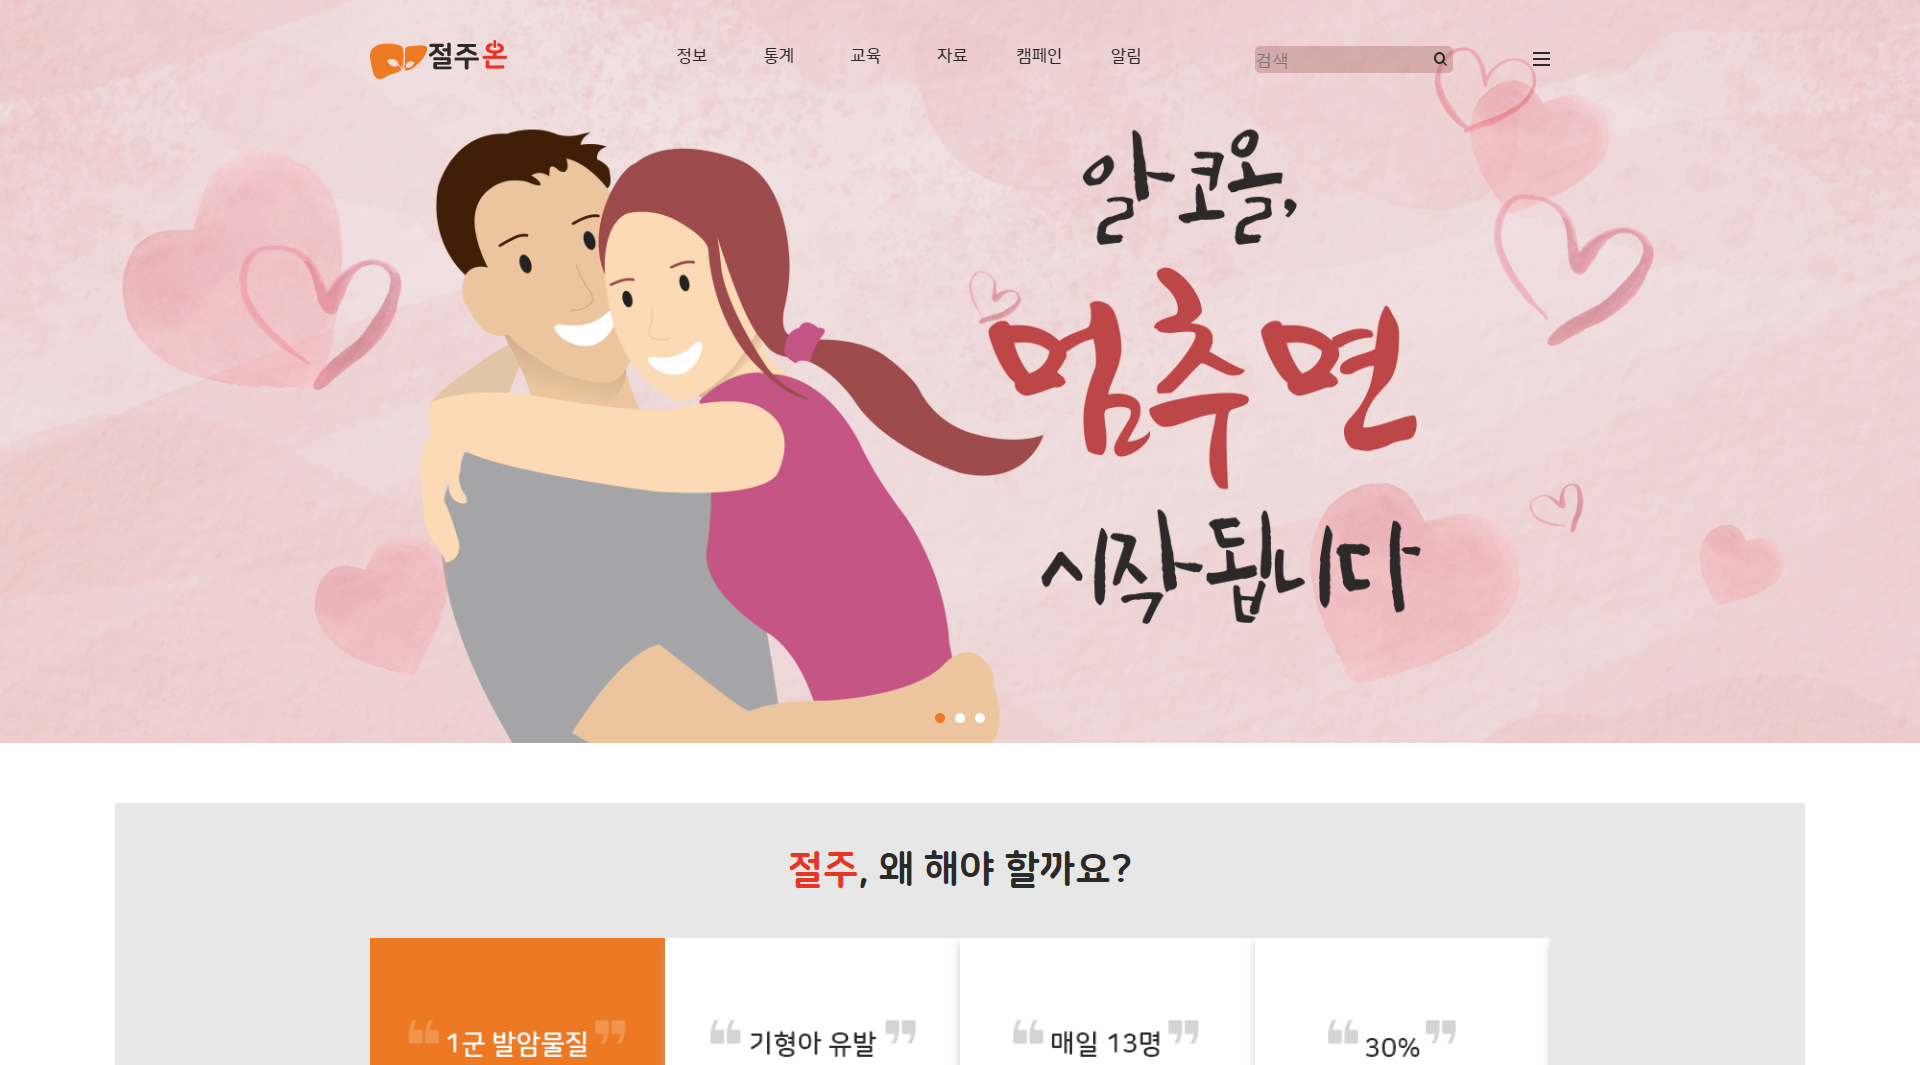 절주온
정보 통계 교육 자료 캠페인 알림
검색
알코올,
멈추면
시작됩니다
절주, 왜 해야 할까요?
❝ 1군 발암물질 ❞
❝ 기형아 유발 ❞
❝ 매일 13명 ❞
❝ 30% ❞